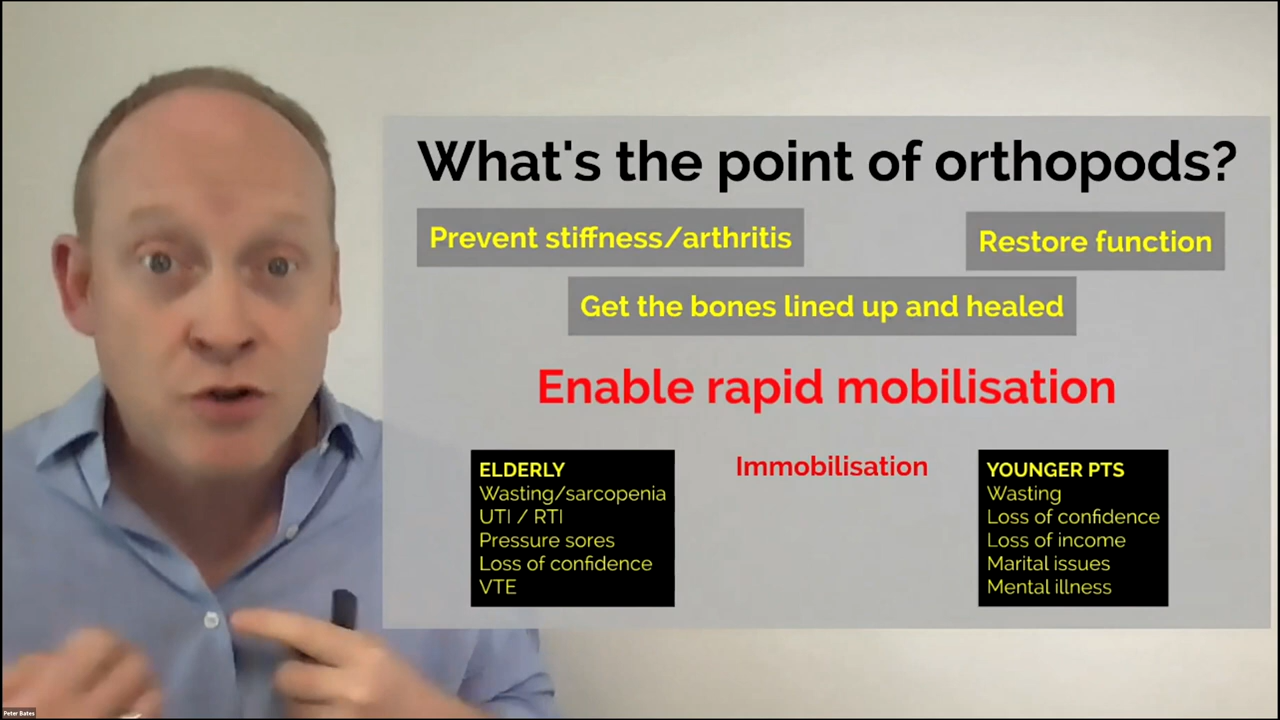 What's the point of orthopods?
Prevent stiffness/arthritis
Restore function
Get the bones lined up and healed
Enable rapid mobilisation
ELDERLY
Wasting/sarcopenia
UTI / RTI
Pressure sores
Loss of confidence
VTE
Immobilisation
YOUNGER PTS
Wasting
Loss of confidence
Loss of income
Marital issues
Mental illness
Peter Bates